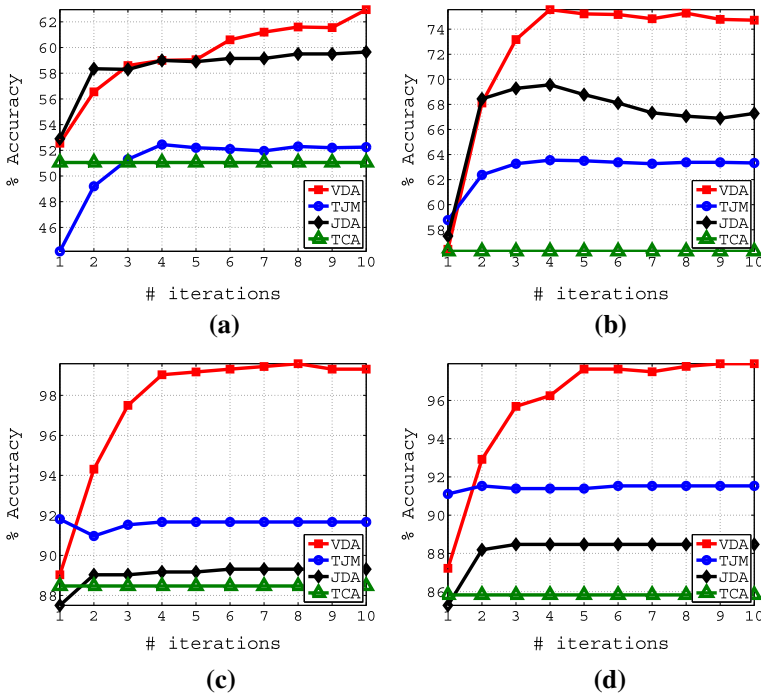 62
60
58
56
54
52
50
48
46
% Accuracy
VDA
TJM
JDA
TCA
1 2 3 4 5 6 7 8 9 10
# iterations
(a)
74
72
70
68
66
64
62
60
58
% Accuracy
VDA
TJM
JDA
TCA
1 2 3 4 5 6 7 8 9 10
# iterations
(b)
98
96
94
92
90
88
% Accuracy
VDA
TJM
JDA
TCA
1 2 3 4 5 6 7 8 9 10
# iterations
(c)
96
94
92
90
88
86
% Accuracy
VDA
TJM
JDA
TCA
1 2 3 4 5 6 7 8 9 10
# iterations
(d)